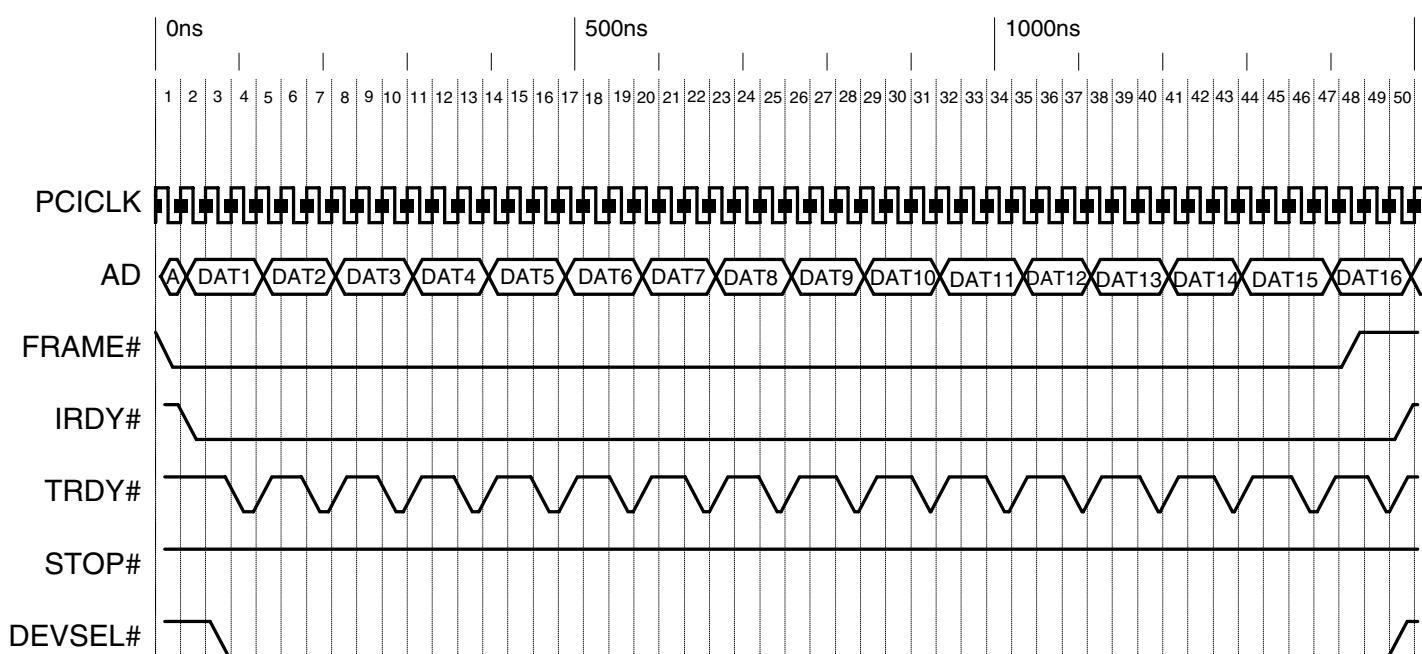 0ns 500ns 1000ns
1 2 3 4 5 6 7 8 9 10 11 12 13 14 15 16 17 18 19 20 21 22 23 24 25 26 27 28 29 30 31 32 33 34 35 36 37 38 39 40 41 42 43 44 45 46 47 48 49 50
PCICLK
AD A DAT1 DAT2 DAT3 DAT4 DAT5 DAT6 DAT7 DAT8 DAT9 DAT10 DAT11 DAT12 DAT13 DAT14 DAT15 DAT16
FRAME#
IRDY#
TRDY#
STOP#
DEVSEL#